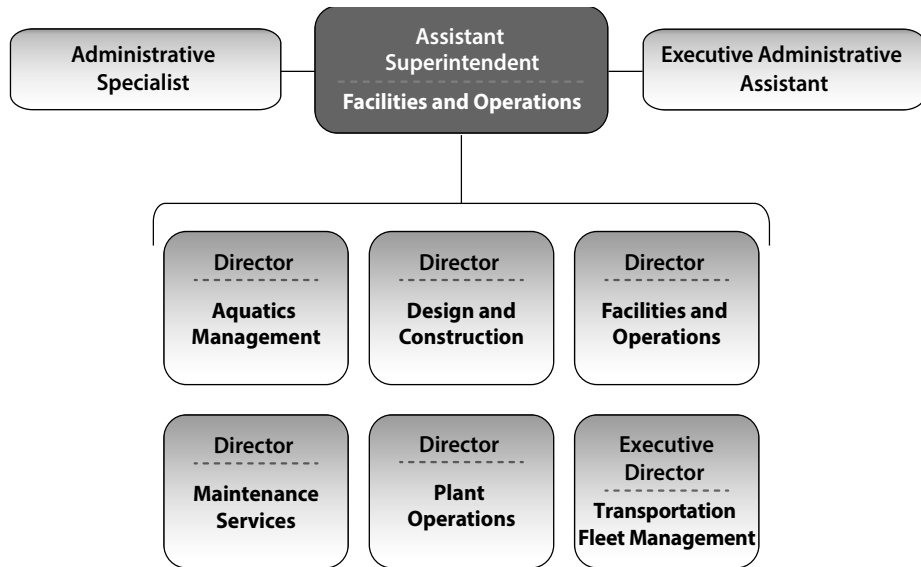 Administrative
Specialist
Assistant
Superintendent
Facilities and Operations
Executive Administrative
Assistant
Director
Aquatics
Management
Director
Design and
Construction
Director
Facilities and
Operations
Director
Maintenance
Services
Director
Plant
Operations
Executive
Director
Transportation
Fleet Management